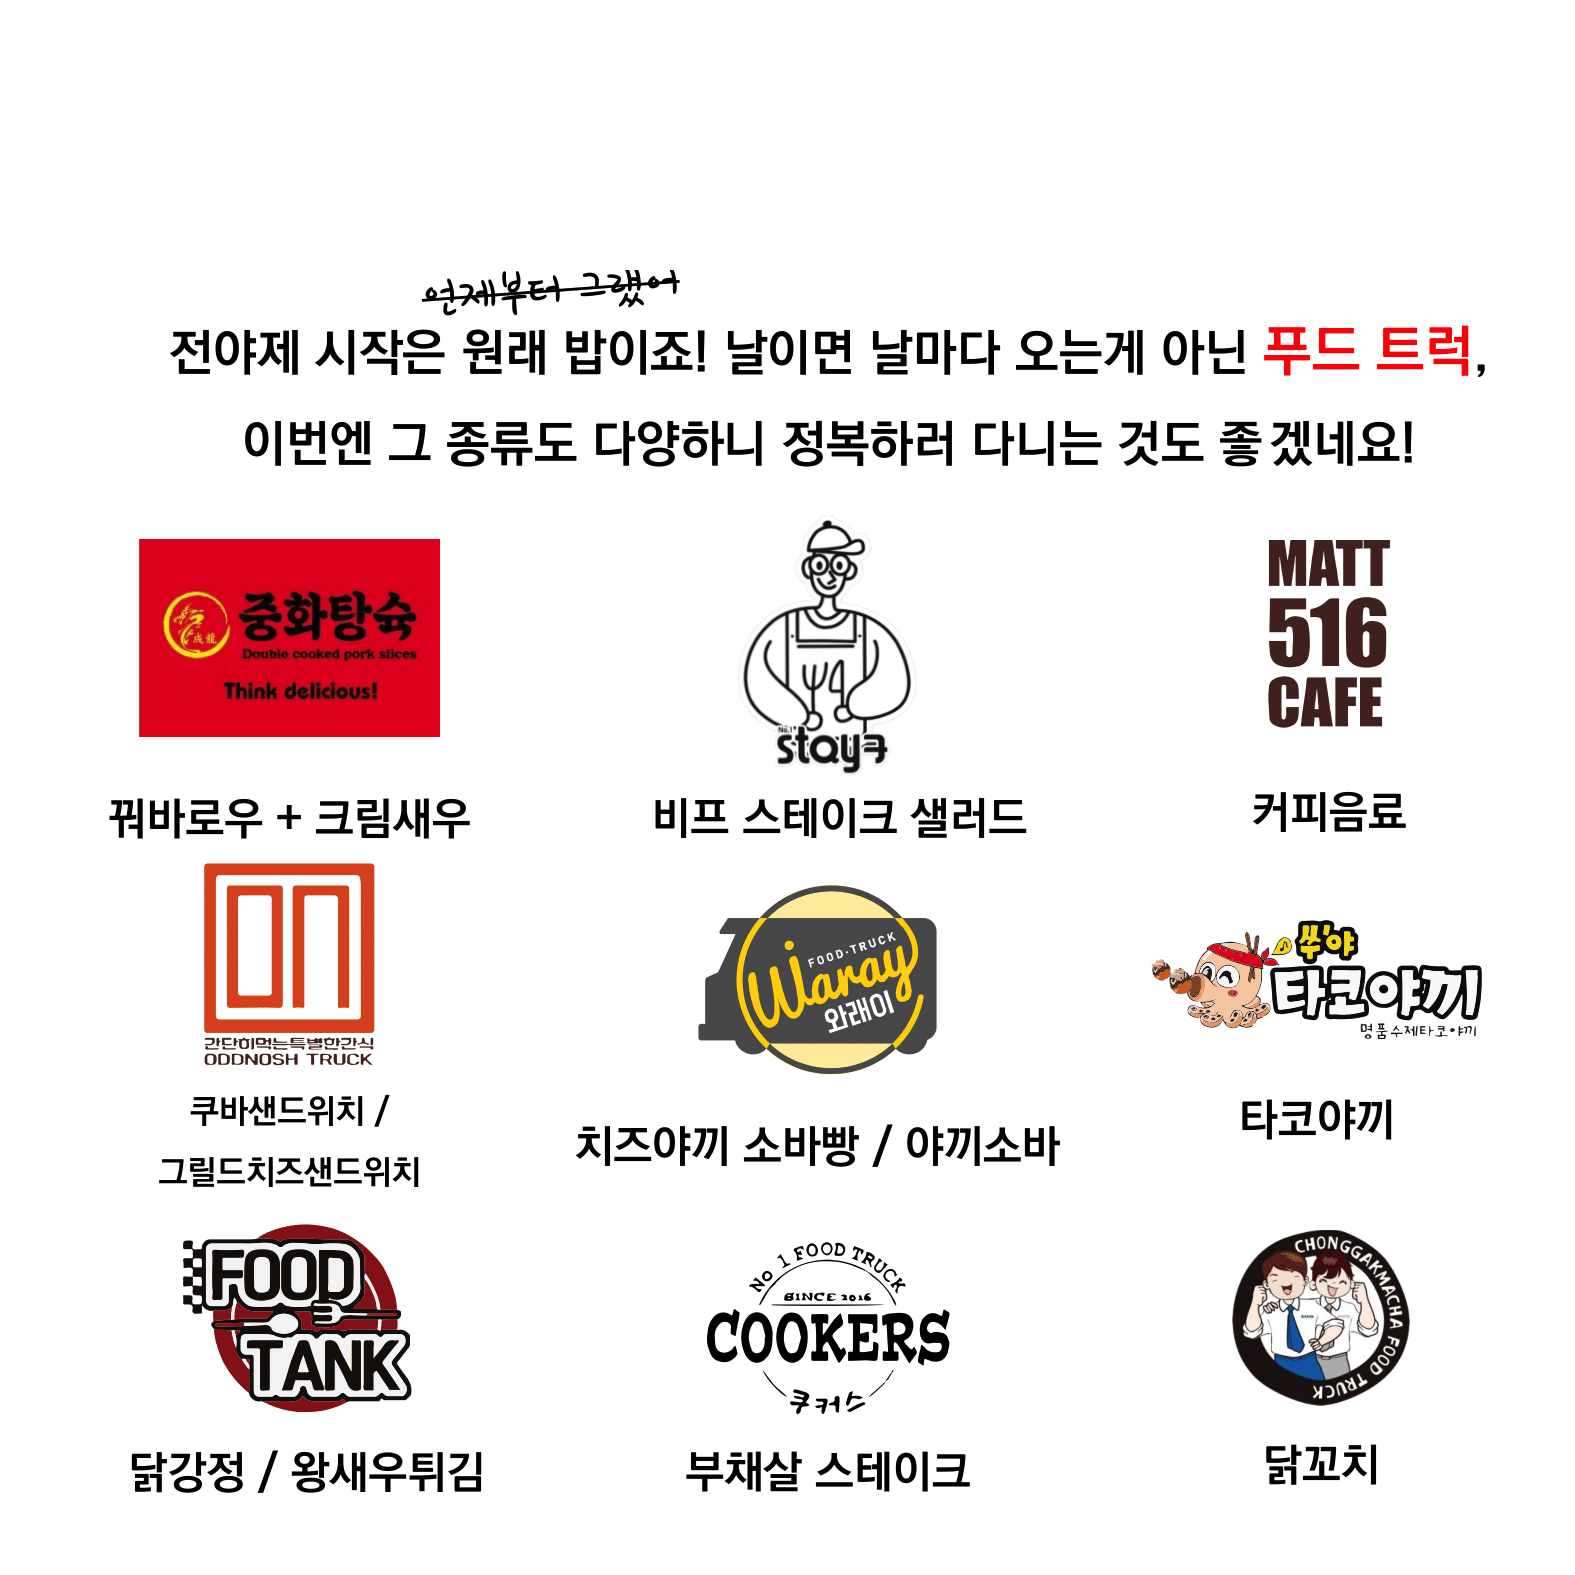 언제부터 그랬어
전야제 시작은 원래 밥이죠! 날이면 날마다 오는게 아닌 푸드 트럭,
이번엔 그 종류도 다양하니 정복하러 다니는 것도 좋겠네요!
成龍
중화탕슉
Double cooked pork slices
Think delicious!
꿔바로우 + 크림새우
No.1
stayㅋ
비프 스테이크 샐러드
MATT
516
CAFE
커피음료
간단히먹는특별한간식
ODDNOSH TRUCK
쿠바샌드위치 /
그릴드치즈샌드위치
FOOD-TRUCK
Waray
와래이
치즈야끼 소바빵 / 야끼소바
쑤야
타코야끼
명품수제타코야끼
타코야끼
FOOD
TANK
닭강정 / 왕새우튀김
No 1 FOOD TRUCK
SINCE 2016
COOKERS
쿠커스
부채살 스테이크
CHONGGAKMACHA FOOD TRUCK
닭꼬치